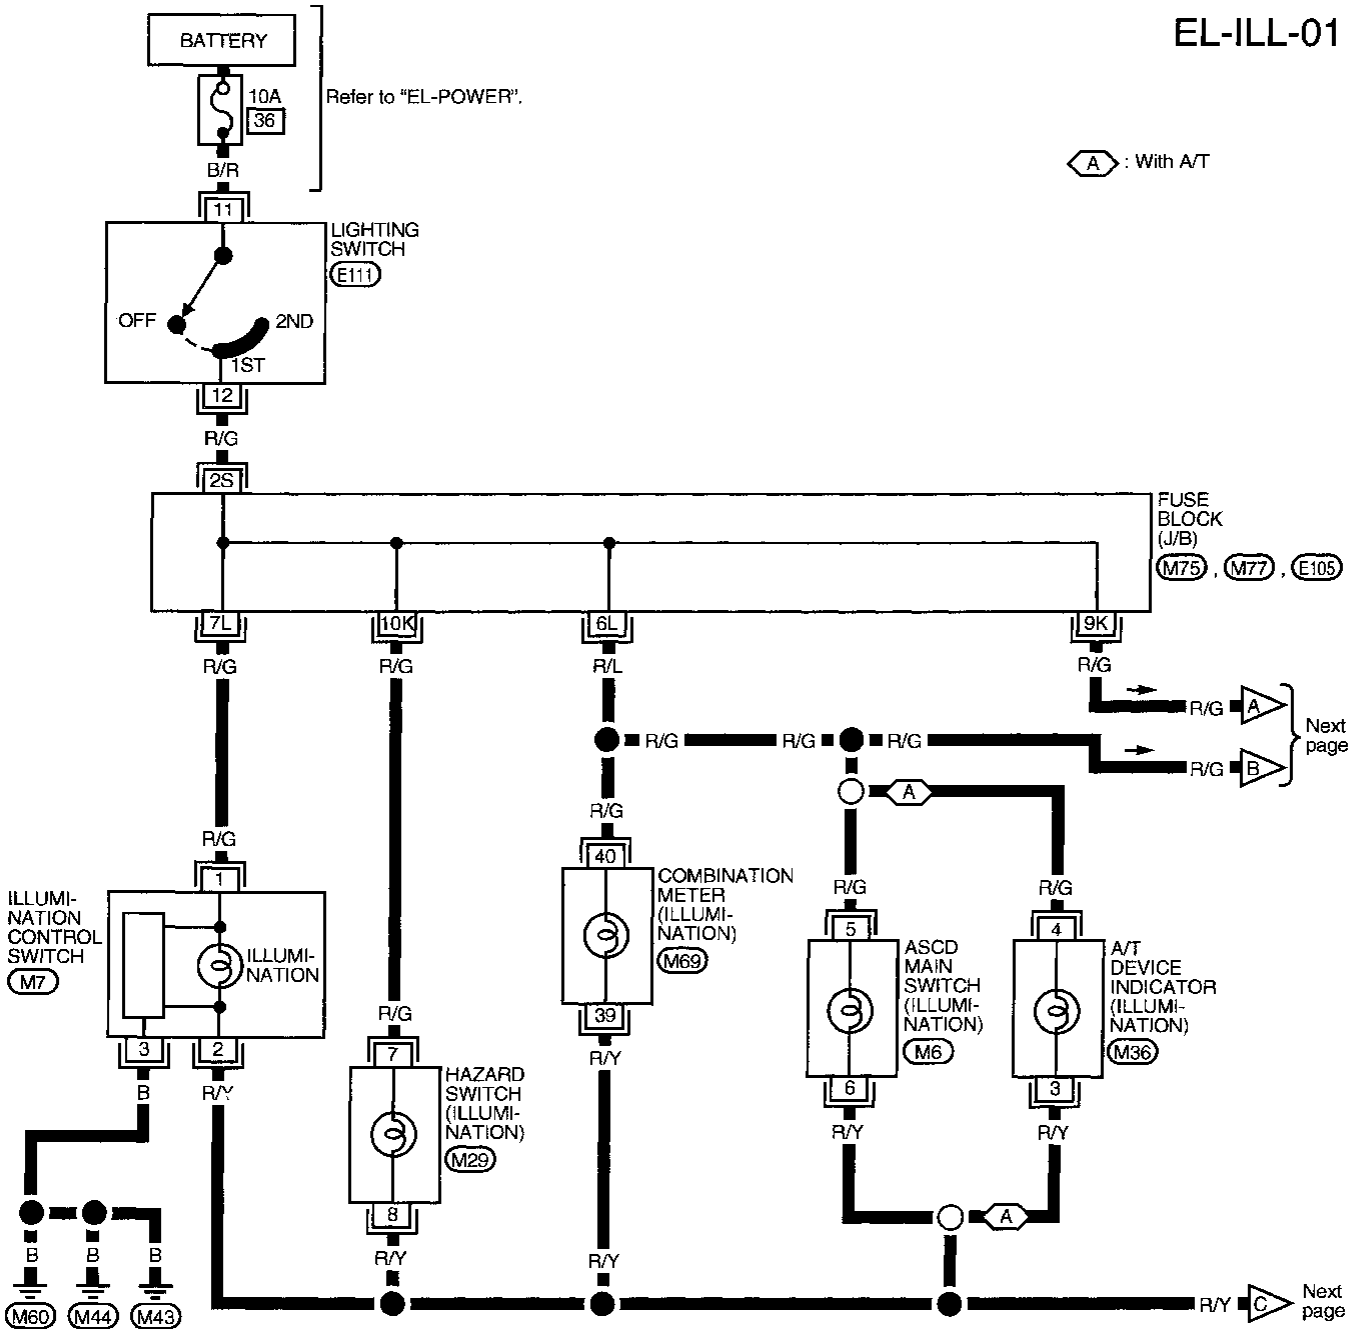 EL-ILL-01
BATTERY
10A
36
Refer to "EL-POWER".
B/R
A : With A/T
11
LIGHTING
SWITCH
E111
OFF
2ND
1ST
12
R/G
2S
FUSE
BLOCK
(J/B)
M75 , M77 , E105
7L
10K
6L
9K
R/G
R/G
R/L
R/G
R/G
A
Next
page
R/G
R/G
R/G
R/G
B
A
R/G
R/G
1
40
ILLUMI-
NATION
CONTROL
SWITCH
M7
ILLUMI-
NATION
COMBINATION
METER
(ILLUMI-
NATION)
M69
R/G
R/G
5
4
ASCD
MAIN
SWITCH
(ILLUMI-
NATION)
M6
A/T
DEVICE
INDICATOR
(ILLUMI-
NATION)
M36
R/G
39
3
2
7
R/Y
B
R/Y
HAZARD
SWITCH
(ILLUMI-
NATION)
M29
6
3
R/Y
R/Y
8
A
B
B
B
R/Y
R/Y
M60
M44
M43
R/Y
C
Next
page